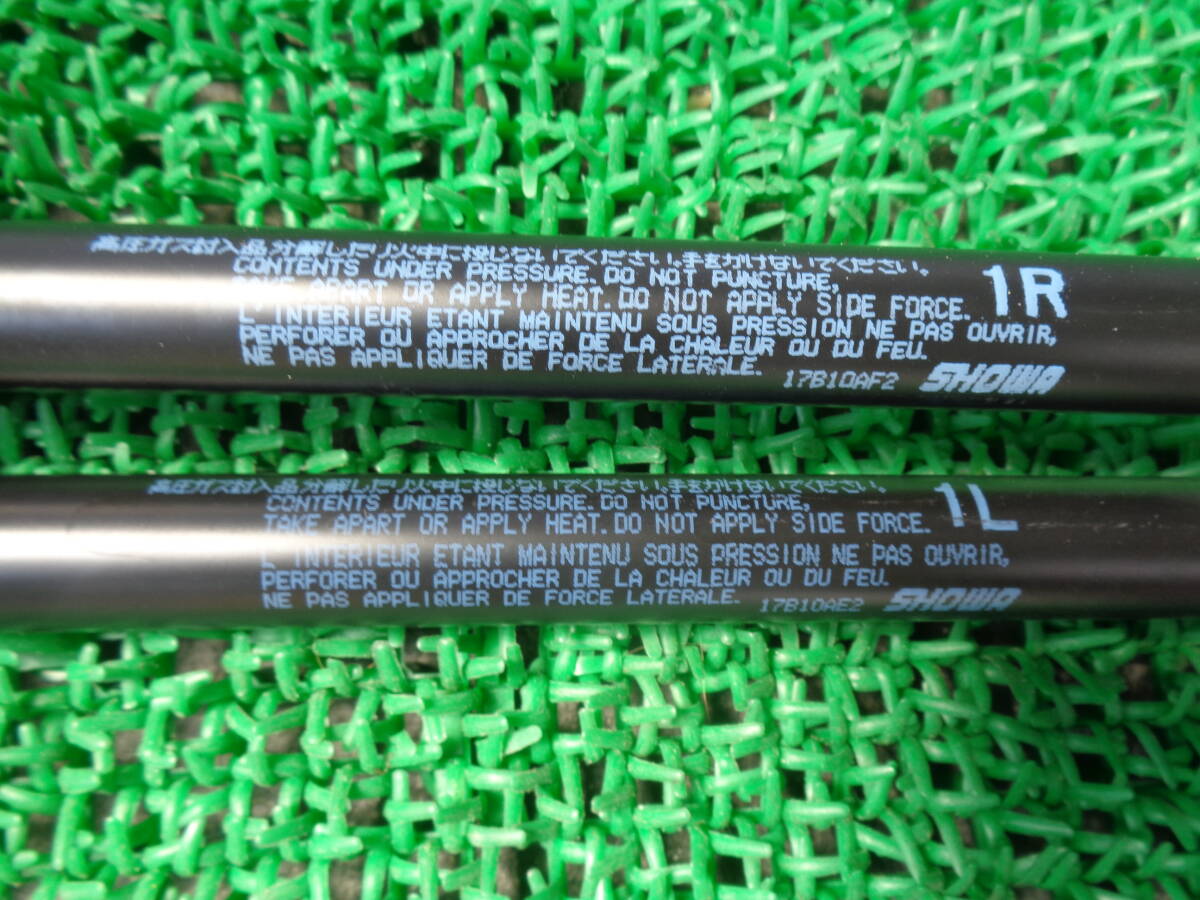 高圧ガス封入品.分解したり火中に投じないでください.手をかけないでください。
CONTENTS UNDER PRESSURE.DO NOT PUNCTURE,
TAKE APART OR APPLY HEAT.DO NOT APPLY SIDE FORCE. 1R
L'INTERIEUR ETANT MAINTENU SOUS PRESSION NE PAS OUVRIR,
PERFORER OU APPROCHER DE LA CHALEUR OU DU FEU.
NE PAS APPLIQUER DE FORCE LATERALE. 17B10AF2 SHOWA
高圧ガス封入品.分解したり火中に投じないでください.手をかけないでください。
CONTENTS UNDER PRESSURE.DO NOT PUNCTURE,
TAKE APART OR APPLY HEAT.DO NOT APPLY SIDE FORCE. 1L
L'INTERIEUR ETANT MAINTENU SOUS PRESSION NE PAS OUVRIR,
PERFORER OU APPROCHER DE LA CHALEUR OU DU FEU.
NE PAS APPLIQUER DE FORCE LATERALE. 17B10AE2 SHOWA